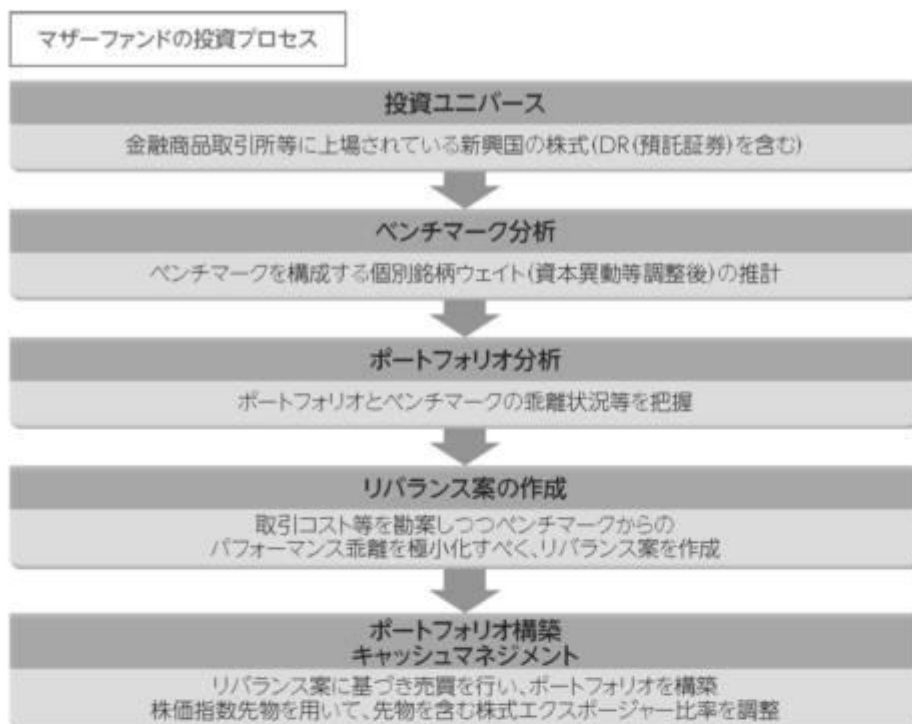 マザーファンドの投資プロセス
投資ユニバース
金融商品取引所等に上場されている新興国の株式(DR(預託証券)を含む)
ベンチマーク分析
ベンチマークを構成する個別銘柄ウェイト(資本異動等調整後)の推計
ポートフォリオ分析
ポートフォリオとベンチマークの乖離状況等を把握
リバランス案の作成
取引コスト等を勘案しつつベンチマークからの
パフォーマンス乖離を極小化すべく、リバランス案を作成
ポートフォリオ構築
キャッシュマネジメント
リバランス案に基づき売買を行い、ポートフォリオを構築
株価指数先物を用いて、先物を含む株式エクスポージャー比率を調整